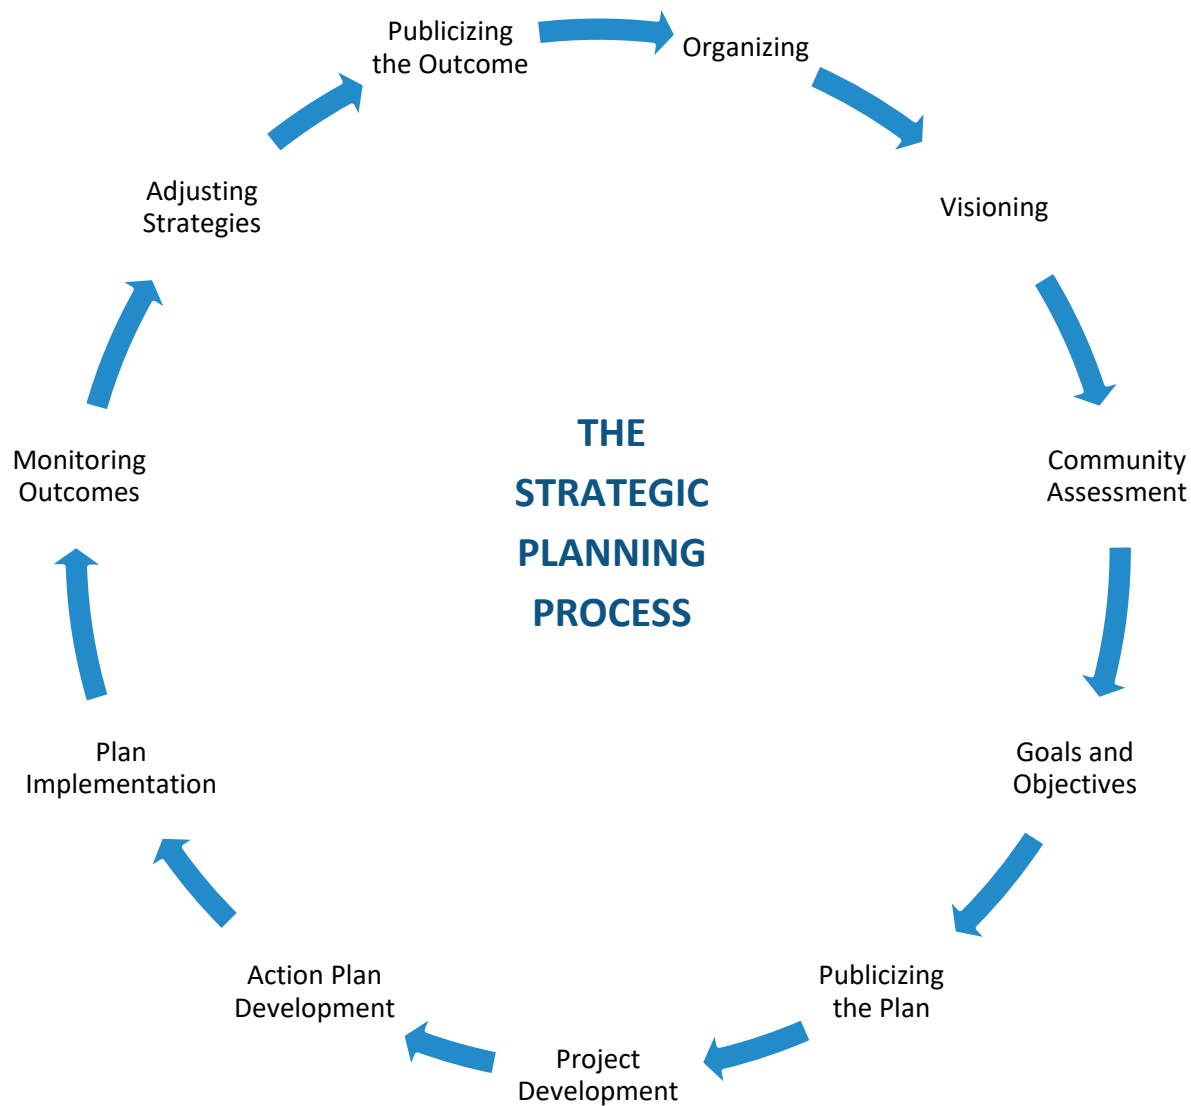 Publicizing
the Outcome
Organizing
Visioning
Community
Assessment
Goals and
Objectives
Publicizing
the Plan
Project
Development
Action Plan
Development
Plan
Implementation
Monitoring
Outcomes
Adjusting
Strategies
THE
STRATEGIC
PLANNING
PROCESS